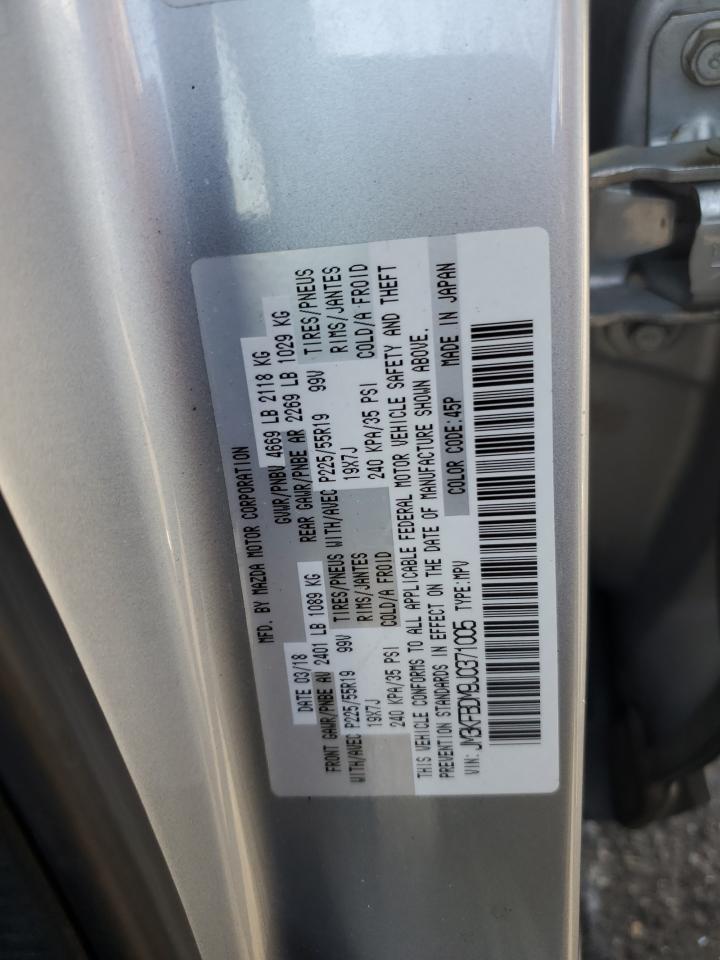 MFD. BY MAZDA MOTOR CORPORATION
DATE 03/18 GVWR/PNBV 4669 LB 2118 KG
FRONT GAWR/PNBE AV 2401 LB 1089 KG REAR GAWR/PNBE AR 2269 LB 1029 KG
WITH/AVEC P225/55R19 99V TIRES/PNEUS WITH/AVEC P225/55R19 99V TIRES/PNEUS
19X7J RIMS/JANTES 19X7J RIMS/JANTES
240 KPA/35 PSI COLD/A FROID 240 KPA/35 PSI COLD/A FROID
THIS VEHICLE CONFORMS TO ALL APPLICABLE FEDERAL MOTOR VEHICLE SAFETY AND THEFT
PREVENTION STANDARDS IN EFFECT ON THE DATE OF MANUFACTURE SHOWN ABOVE.
VIN: JM3KFBDM9J0371005 TYPE:MPV COLOR CODE:45P MADE IN JAPAN